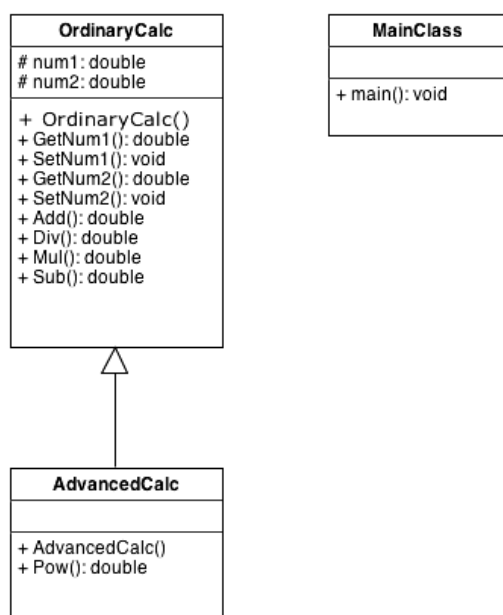 OrdinaryCalc
# num1: double
# num2: double
+ OrdinaryCalc()
+ GetNum1(): double
+ SetNum1(): void
+ GetNum2(): double
+ SetNum2(): void
+ Add(): double
+ Div(): double
+ Mul(): double
+ Sub(): double
MainClass
+ main(): void
AdvancedCalc
+ AdvancedCalc()
+ Pow(): double